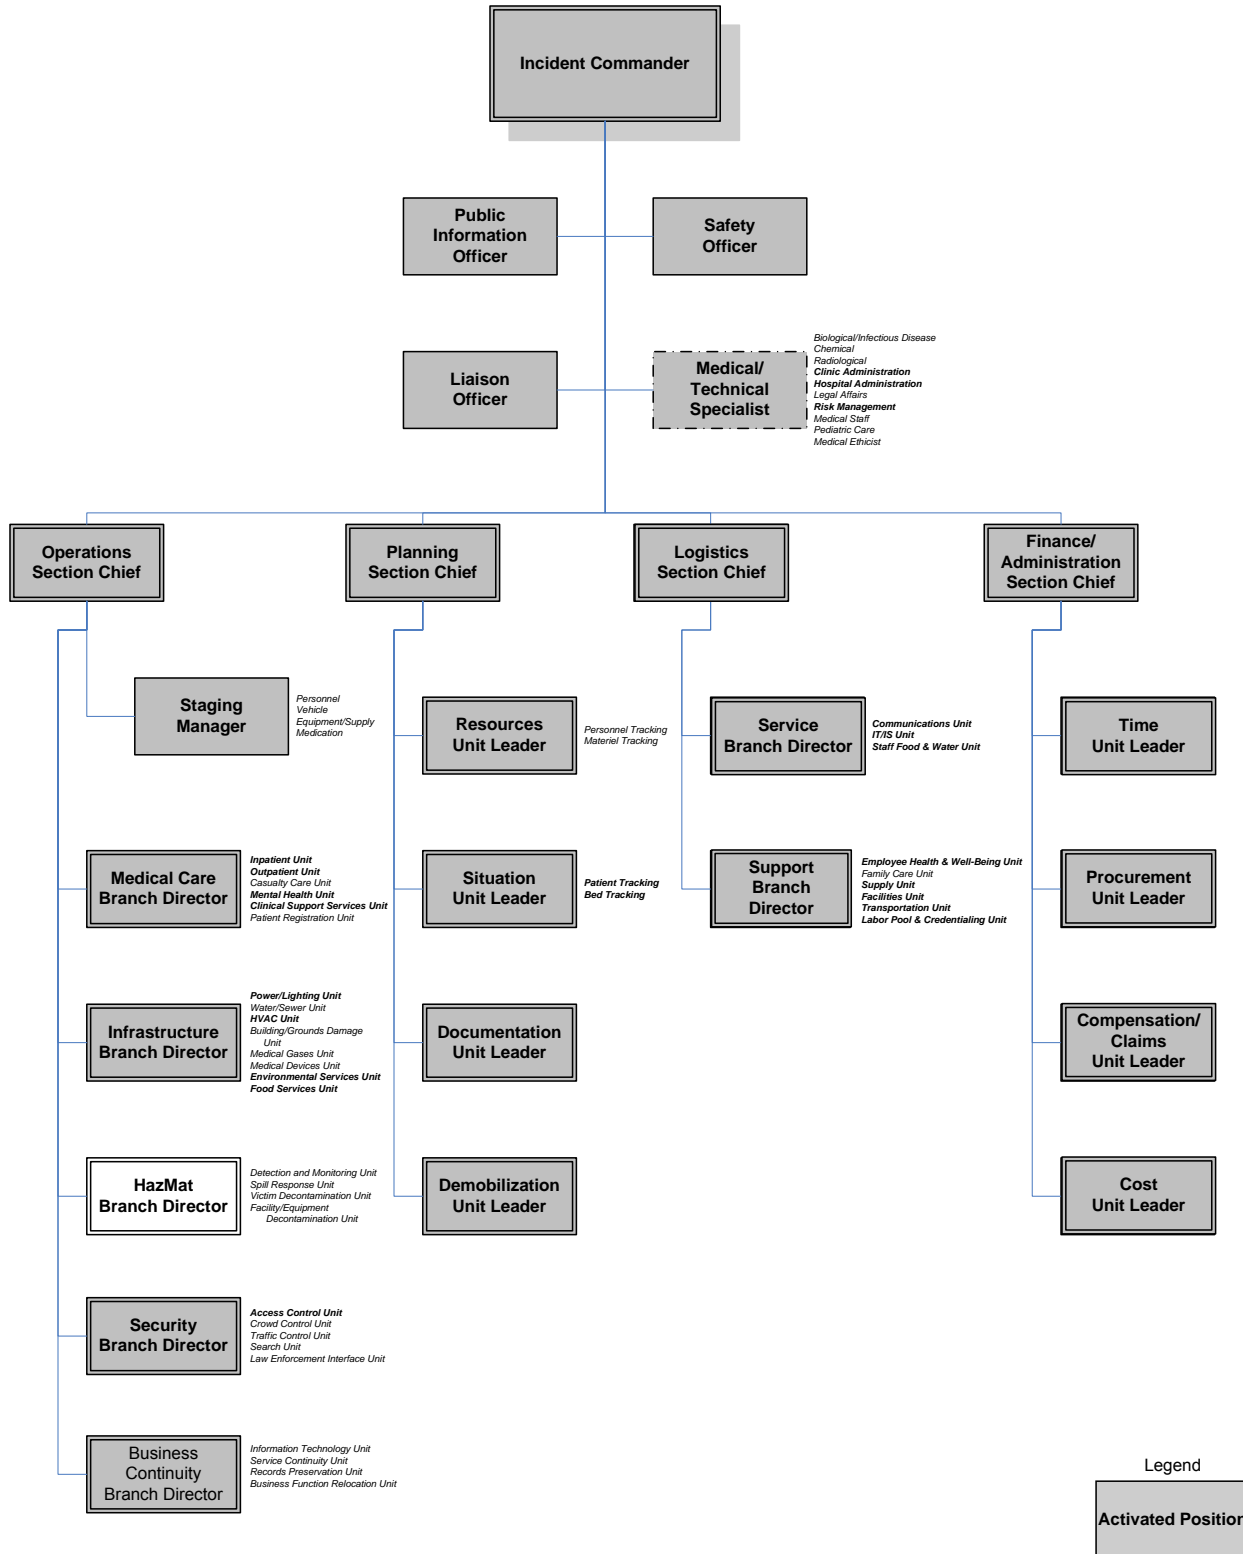 Incident Commander
Public
Information
Officer
Safety
Officer
Liaison
Officer
Medical/
Technical
Specialist
Biological/Infectious Disease
Chemical
Radiological
Clinic Administration
Hospital Administration
Legal Affairs
Risk Management
Medical Staff
Pediatric Care
Medical Ethicist
Operations
Section Chief
Planning
Section Chief
Logistics
Section Chief
Finance/
Administration
Section Chief
Staging
Manager
Personnel
Vehicle
Equipment/Supply
Medication
Resources
Unit Leader
Personnel Tracking
Materiel Tracking
Service
Branch Director
Communications Unit
IT/IS Unit
Staff Food & Water Unit
Time
Unit Leader
Medical Care
Branch Director
Inpatient Unit
Outpatient Unit
Casualty Care Unit
Mental Health Unit
Clinical Support Services Unit
Patient Registration Unit
Situation
Unit Leader
Patient Tracking
Bed Tracking
Support
Branch
Director
Employee Health & Well-Being Unit
Family Care Unit
Supply Unit
Facilities Unit
Transportation Unit
Labor Pool & Credentialing Unit
Procurement
Unit Leader
Infrastructure
Branch Director
Power/Lighting Unit
Water/Sewer Unit
HVAC Unit
Building/Grounds Damage
Unit
Medical Gases Unit
Medical Devices Unit
Environmental Services Unit
Food Services Unit
Documentation
Unit Leader
Compensation/
Claims
Unit Leader
HazMat
Branch Director
Detection and Monitoring Unit
Spill Response Unit
Victim Decontamination Unit
Facility/Equipment
Decontamination Unit
Demobilization
Unit Leader
Cost
Unit Leader
Security
Branch Director
Access Control Unit
Crowd Control Unit
Traffic Control Unit
Search Unit
Law Enforcement Interface Unit
Business
Continuity
Branch Director
Information Technology Unit
Service Continuity Unit
Records Preservation Unit
Business Function Relocation Unit
Legend
Activated Position